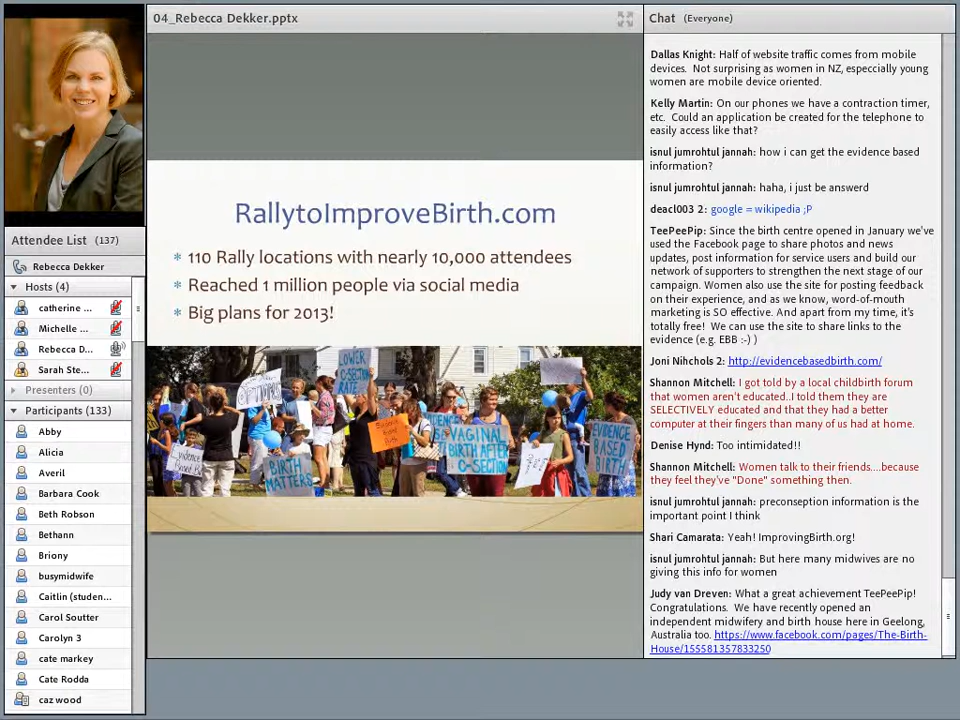 04_Rebecca Dekker.pptx
Attendee List (137)
Rebecca Dekker
Hosts (4)
catherine ...
Michelle ...
Rebecca D...
Sarah Ste...
Presenters (0)
Participants (133)
Abby
Alicia
Averil
Barbara Cook
Beth Robson
Bethann
Briony
busymidwife
Caitlin (studen...
Carol Soutter
Carolyn 3
cate markey
Cate Rodda
caz wood
RallytoImproveBirth.com
* 110 Rally locations with nearly 10,000 attendees
* Reached 1 million people via social media
* Big plans for 2013!
LOWER
C-SECTION
RATE
BIRTH
MATTERS
VAGINAL
BIRTH AFTER
C-SECTION
EVIDENCE
BASED
BIRTH
Chat (Everyone)
Dallas Knight: Half of website traffic comes from mobile
devices. Not surprising as women in NZ, especcially young
women are mobile device oriented.
Kelly Martin: On our phones we have a contraction timer,
etc. Could an application be created for the telephone to
easily access like that?
isnul jumrohtul jannah: how i can get the evidence based
information?
isnul jumrohtul jannah: haha, i just be answerd
deacl003 2: google = wikipedia ;P
TeePeePip: Since the birth centre opened in January we've
used the Facebook page to share photos and news
updates, post information for service users and build our
network of supporters to strengthen the next stage of our
campaign. Women also use the site for posting feedback
on their experience, and as we know, word-of-mouth
marketing is SO effective. And apart from my time, it's
totally free! We can use the site to share links to the
evidence (e.g. EBB :-) )
Joni Nihchols 2: http://evidencebasedbirth.com/
Shannon Mitchell: I got told by a local childbirth forum
that women aren't educated..I told them they are
SELECTIVELY educated and that they had a better
computer at their fingers than many of us had at home.
Denise Hynd: Too intimidated!!
Shannon Mitchell: Women talk to their friends....because
they feel they've "Done" something then.
isnul jumrohtul jannah: preconseption information is the
important point I think
Shari Camarata: Yeah! ImprovingBirth.org!
isnul jumrohtul jannah: But here many midwives are no
giving this info for women
Judy van Dreven: What a great achievement TeePeePip!
Congratulations. We have recently opened an
independent midwifery and birth house here in Geelong,
Australia too. https://www.facebook.com/pages/The-Birth-
House/155581357833250